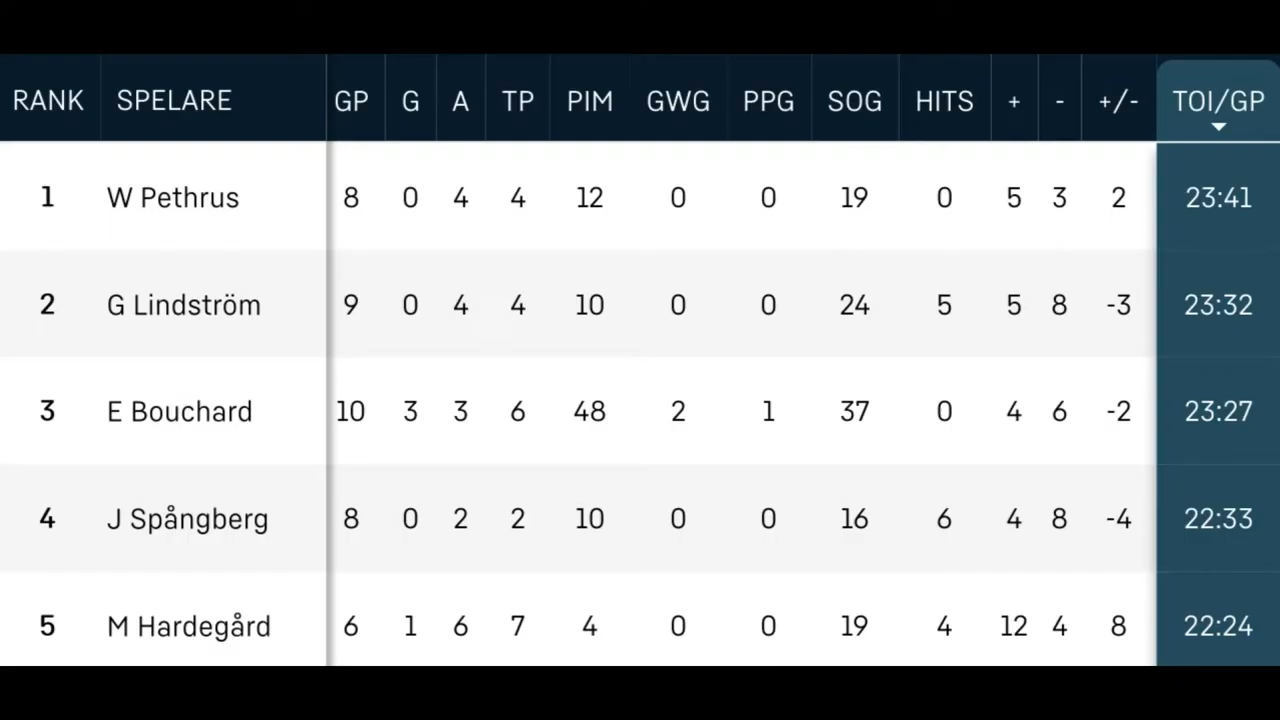 RANK SPELARE GP G A TP PIM GWG PPG SOG HITS + - +/- TOI/GP
1 W Pethrus 8 0 4 4 12 0 0 19 0 5 3 2 23:41
2 G Lindström 9 0 4 4 10 0 0 24 5 5 8 -3 23:32
3 E Bouchard 10 3 3 6 48 2 1 37 0 4 6 -2 23:27
4 J Spångberg 8 0 2 2 10 0 0 16 6 4 8 -4 22:33
5 M Hardegård 6 1 6 7 4 0 0 19 4 12 4 8 22:24